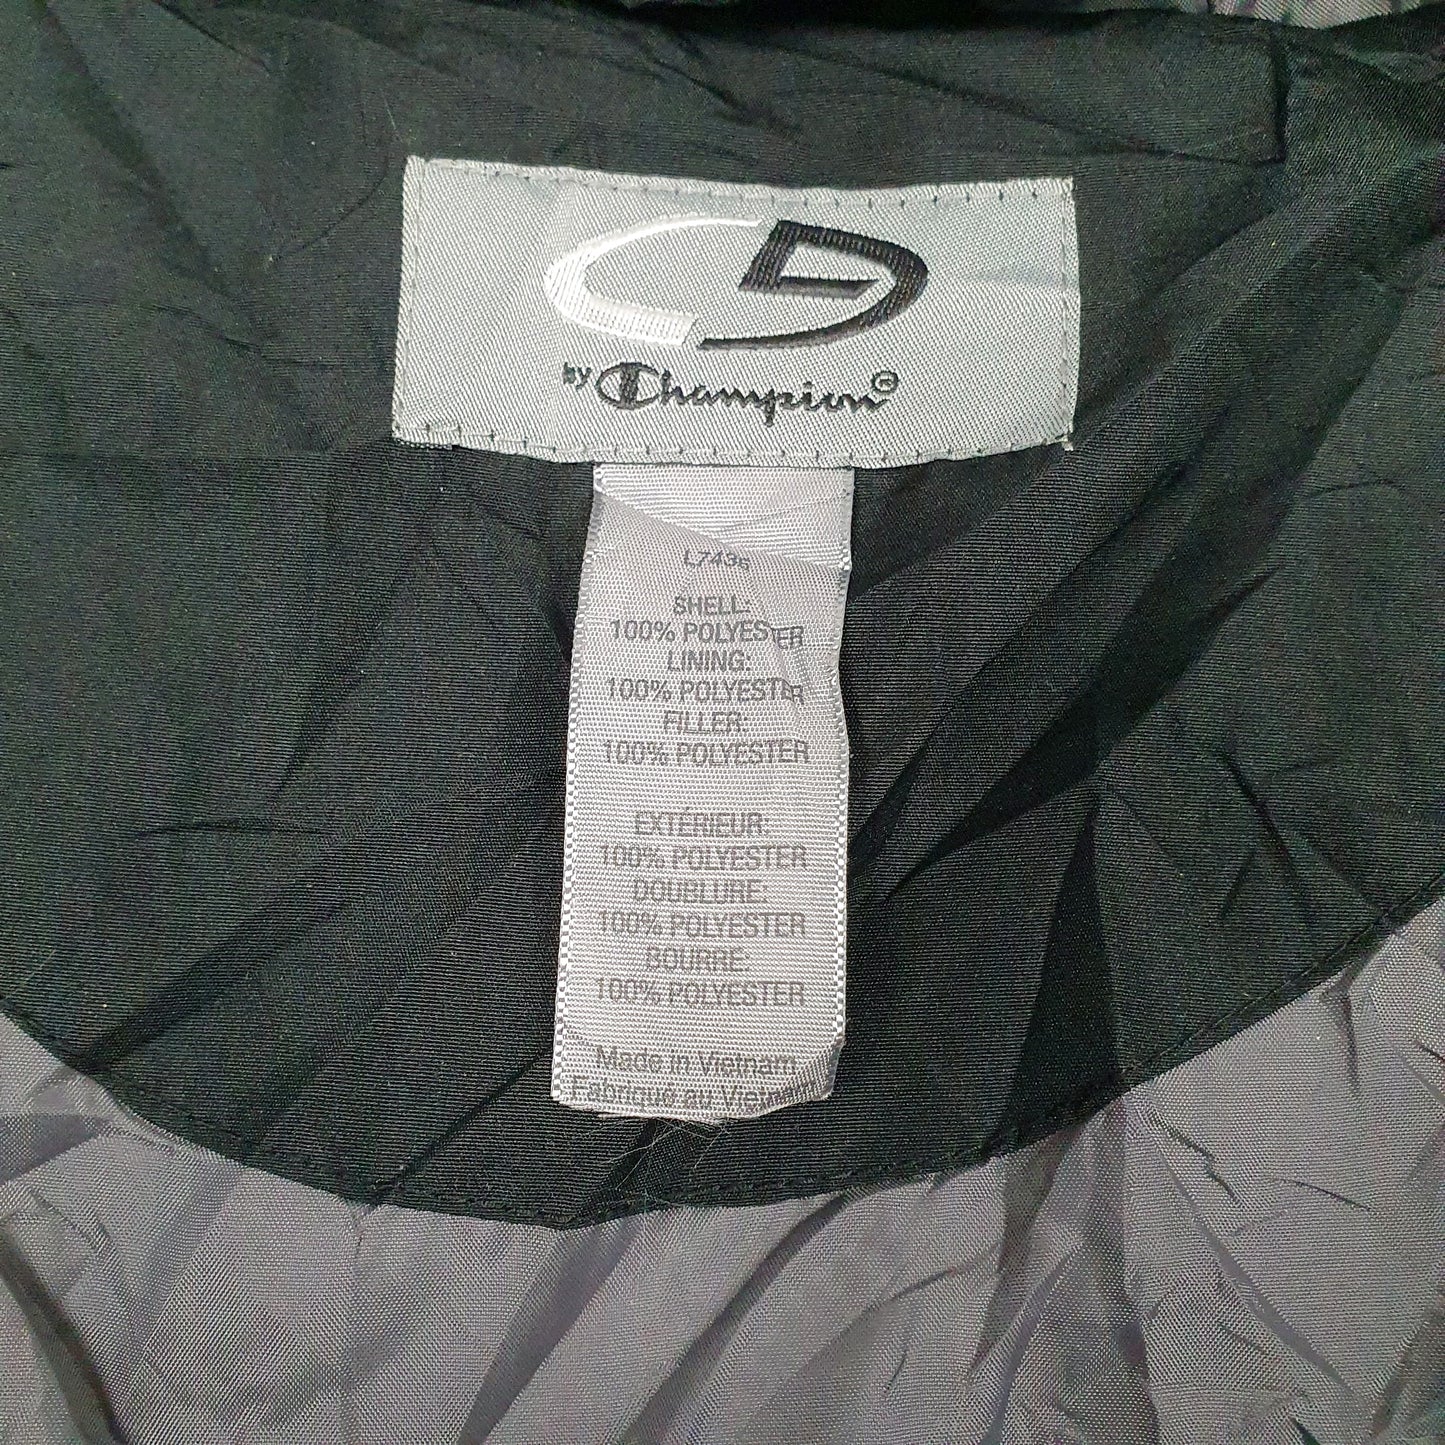 by Champion®
L7436
SHELL:
100% POLYESTER
LINING:
100% POLYESTER
FILLER:
100% POLYESTER
EXTÉRIEUR:
100% POLYESTER
DOUBLURE:
100% POLYESTER
BOURRE:
100% POLYESTER
Made in Vietnam
Fabriqué au Vietnam